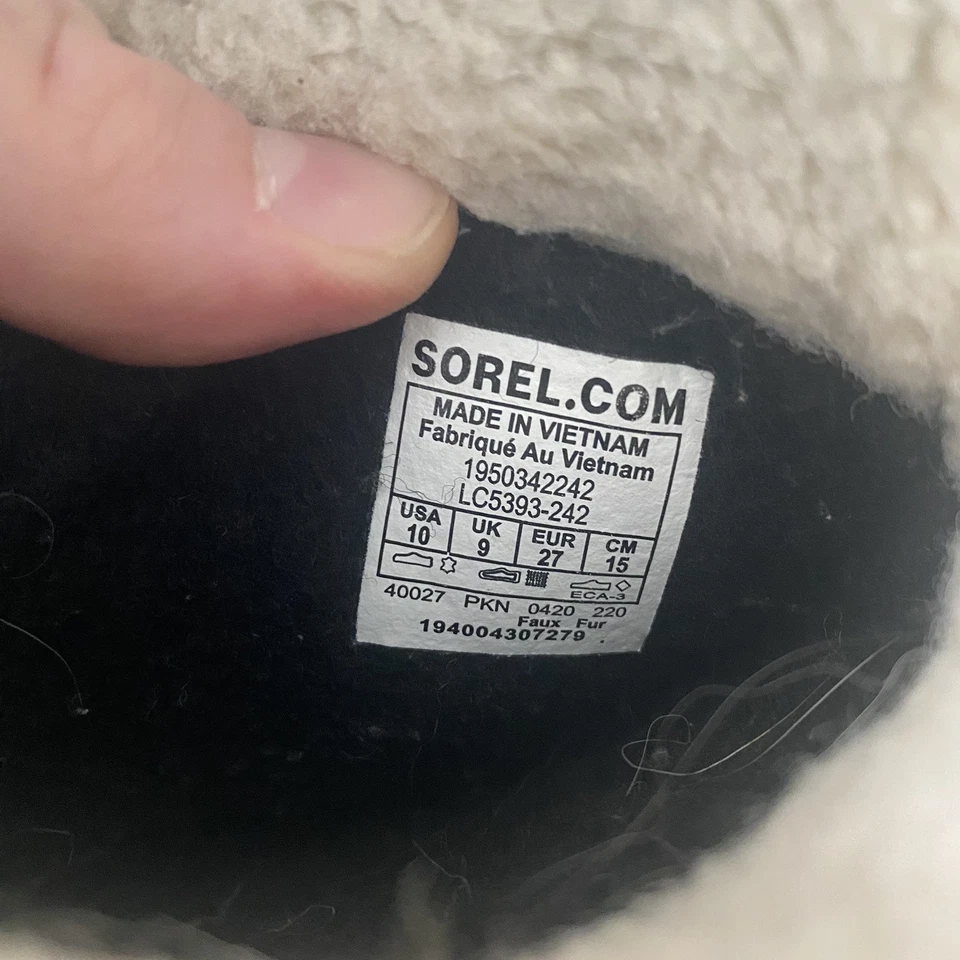 SOREL.COM
MADE IN VIETNAM
Fabriqué Au Vietnam
1950342242
LC5393-242
USA UK EUR CM
10 9 27 15
ECA-3
40027 PKN 0420 220
Faux Fur
194004307279